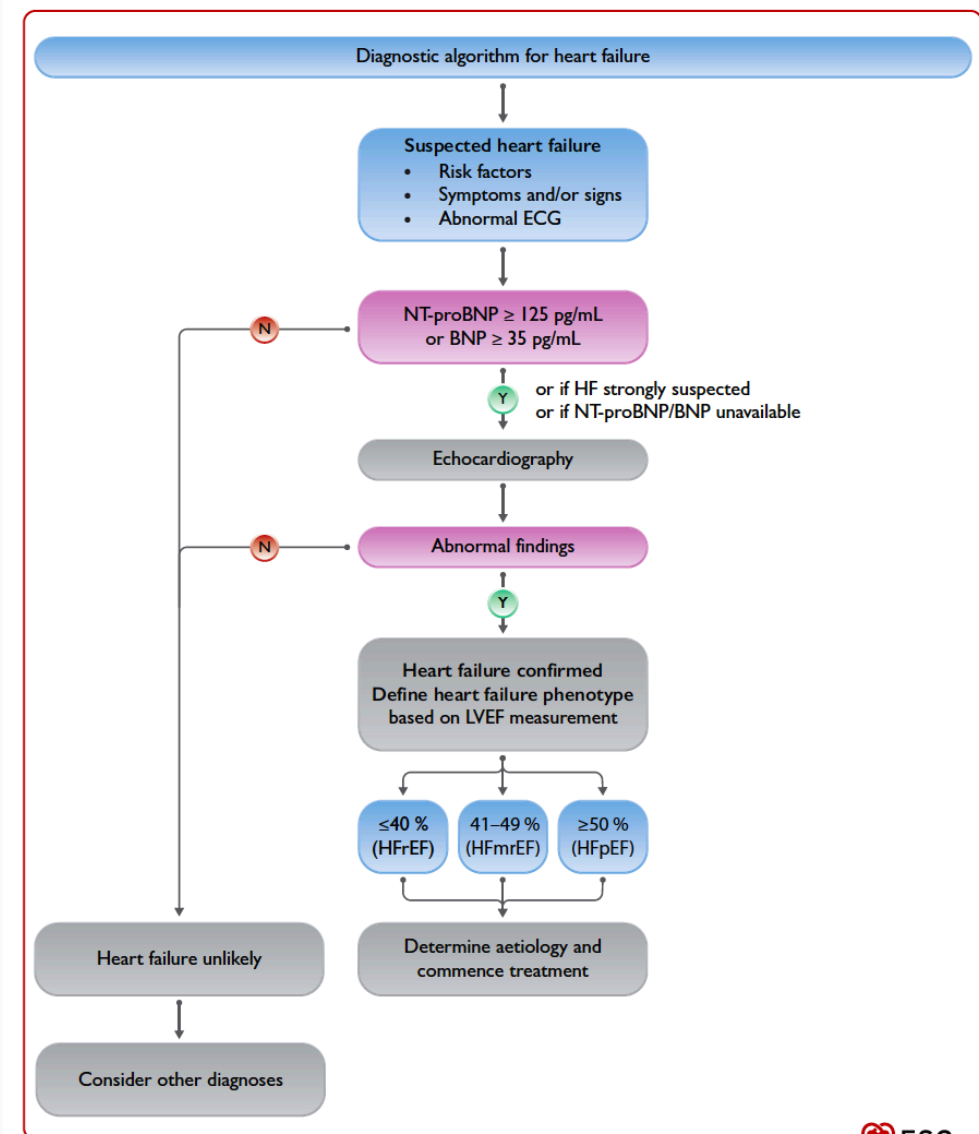 Diagnostic algorithm for heart failure
Suspected heart failure
• Risk factors
• Symptoms and/or signs
• Abnormal ECG
NT-proBNP ≥ 125 pg/mL
or BNP ≥ 35 pg/mL
N
Y
or if HF strongly suspected
or if NT-proBNP/BNP unavailable
Echocardiography
N
Abnormal findings
Y
Heart failure confirmed
Define heart failure phenotype
based on LVEF measurement
≤40 %
(HFrEF)
41–49 %
(HFmrEF)
≥50 %
(HFpEF)
Heart failure unlikely
Determine aetiology and
commence treatment
Consider other diagnoses